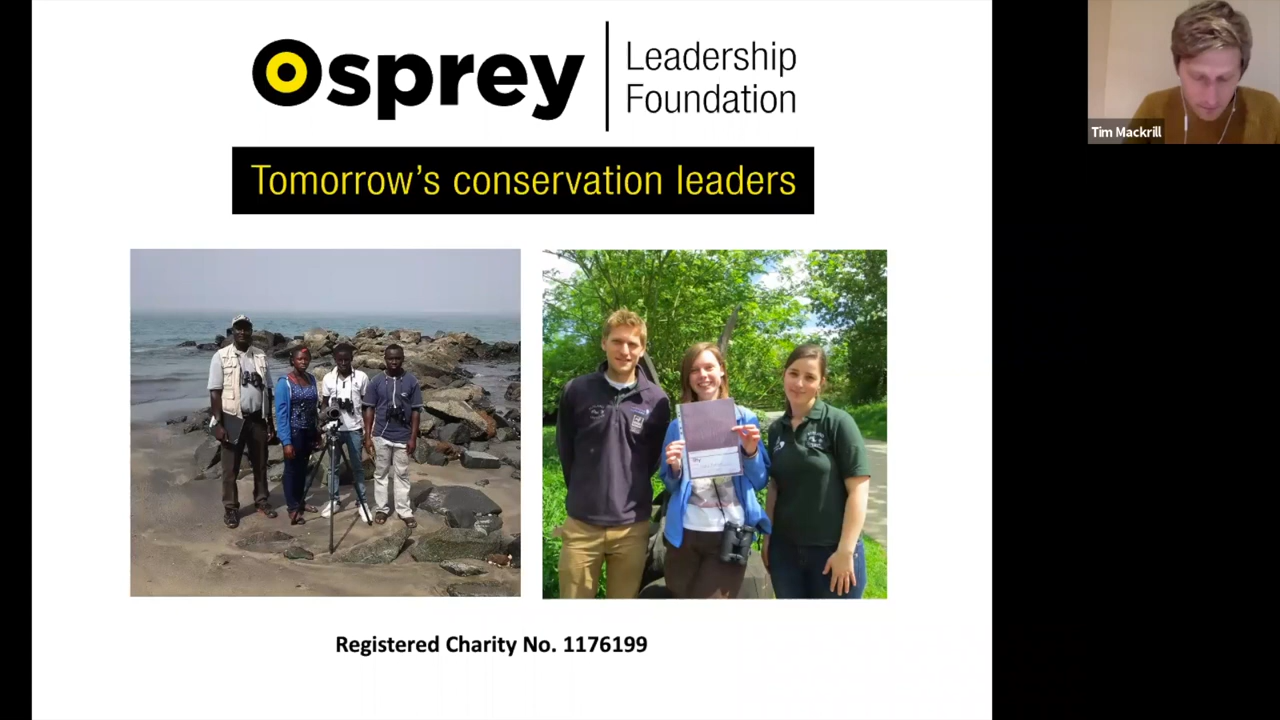 Osprey
Leadership
Foundation
Tomorrow's conservation leaders
Tim Mackrill
Registered Charity No. 1176199